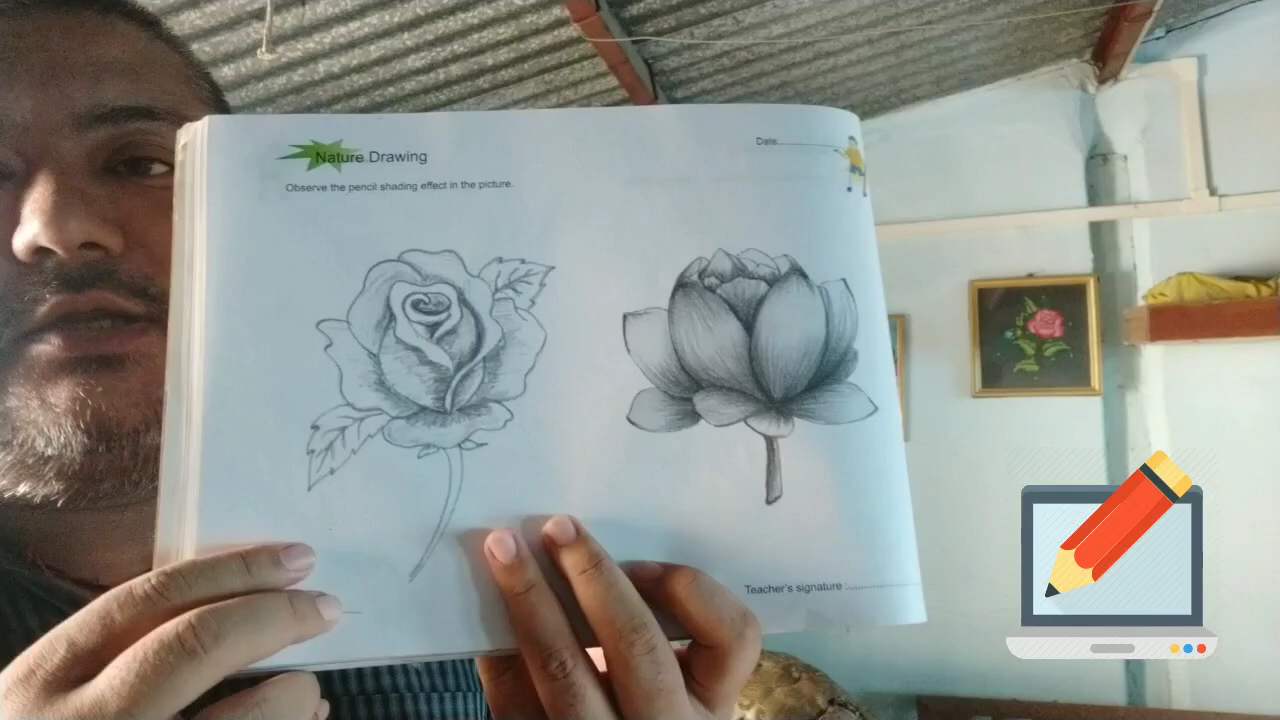 Nature Drawing
Date...................
Observe the pencil shading effect in the picture.
Teacher's signature :...................